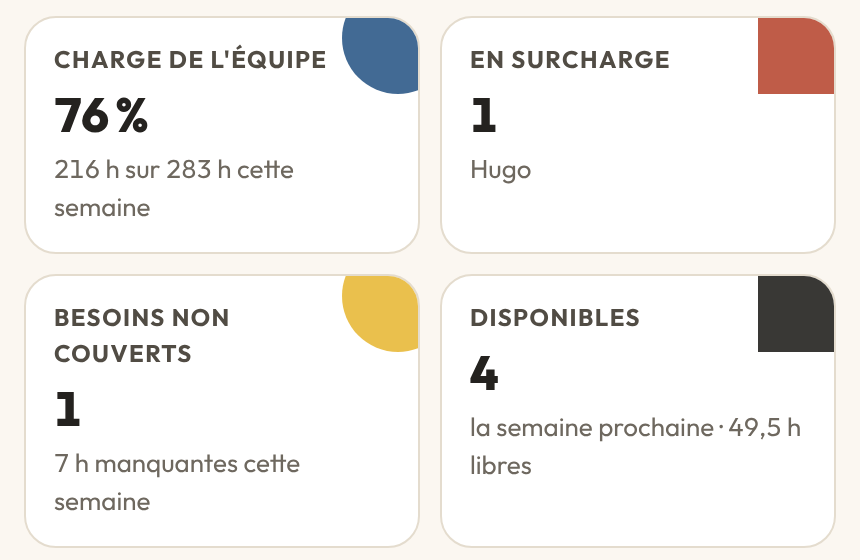 CHARGE DE L'ÉQUIPE
76 %
216 h sur 283 h cette
semaine
EN SURCHARGE
1
Hugo
BESOINS NON
COUVERTS
1
7 h manquantes cette
semaine
DISPONIBLES
4
la semaine prochaine · 49,5 h
libres